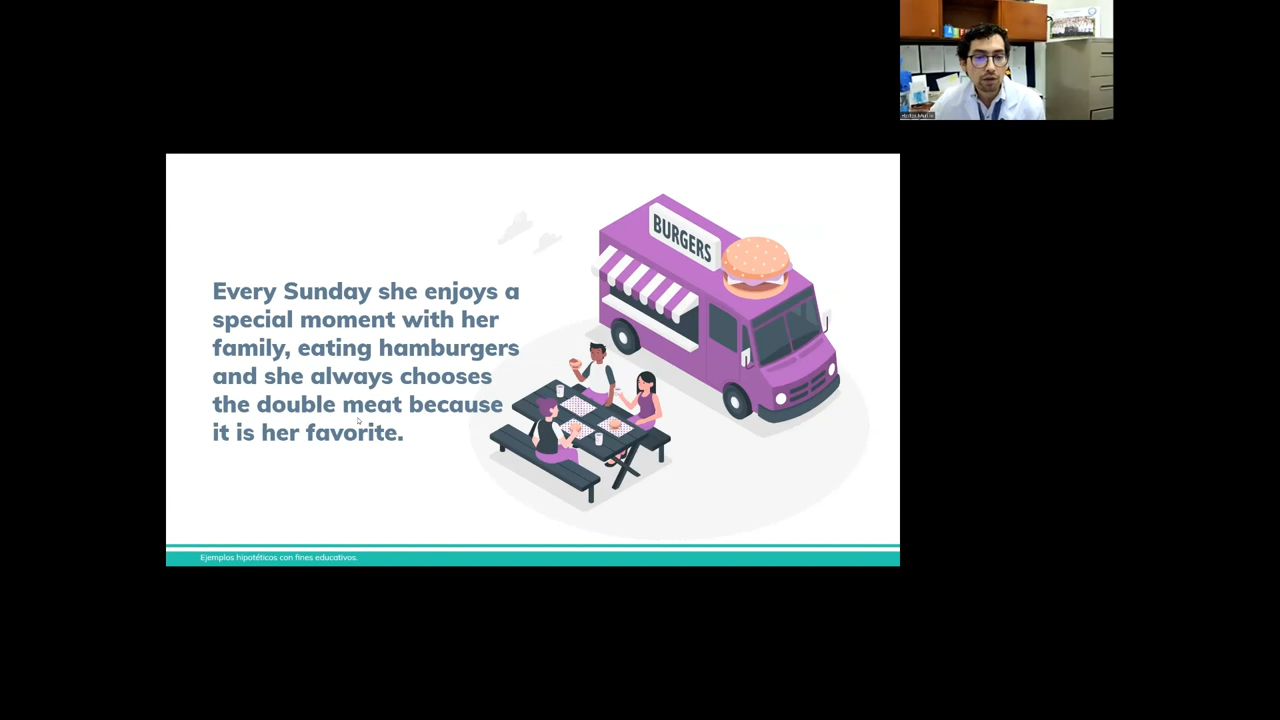 BURGERS
Every Sunday she enjoys a
special moment with her
family, eating hamburgers
and she always chooses
the double meat because
it is her favorite.
Ejemplos hipotéticos con fines educativos.